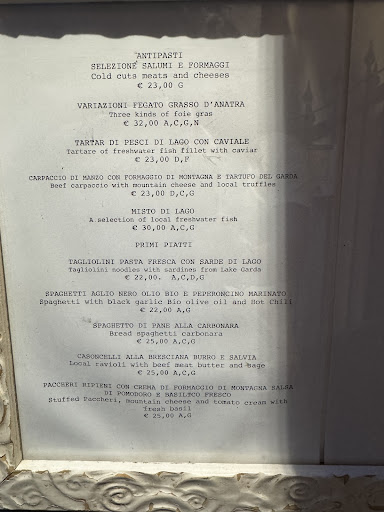 ANTIPASTI
SELEZIONE SALUMI E FORMAGGI
Cold cuts meats and cheeses
€ 23,00 G
VARIAZIONI FEGATO GRASSO D'ANATRA
Three kinds of foie gras
€ 32,00 A,C,G,N
TARTAR DI PESCI DI LAGO CON CAVIALE
Tartare of freshwater fish fillet with caviar
€ 23,00 D,F
CARPACCIO DI MANZO CON FORMAGGIO DI MONTAGNA E TARTUFO DEL GARDA
Beef carpaccio with mountain cheese and local truffles
€ 23,00 D,C,G
MISTO DI LAGO
A selection of local freshwater fish
€ 30,00 A,C,G
PRIMI PIATTI
TAGLIOLINI PASTA FRESCA CON SARDE DI LAGO
Tagliolini noodles with sardines from Lake Garda
€ 22,00. A,C,D,G
SPAGHETTI AGLIO NERO OLIO BIO E PEPERONCINO MARINATO
Spaghetti with black garlic Bio olive oil and Hot Chili
€ 22,00 A,G
SPAGHETTO DI PANE ALLA CARBONARA
Bread spaghetti carbonara
€ 25,00 A,C,G
CASONCELLI ALLA BRESCIANA BURRO E SALVIA
Local ravioli with beef meat butter and sage
€ 25,00 A,C,G
PACCHERI RIPIENI CON CREMA DI FORMAGGIO DI MONTAGNA SALSA
DI POMODORO E BASILICO FRESCO
Stuffed Paccheri, mountain cheese and tomato cream with
fresh basil
€ 25,00 A,G